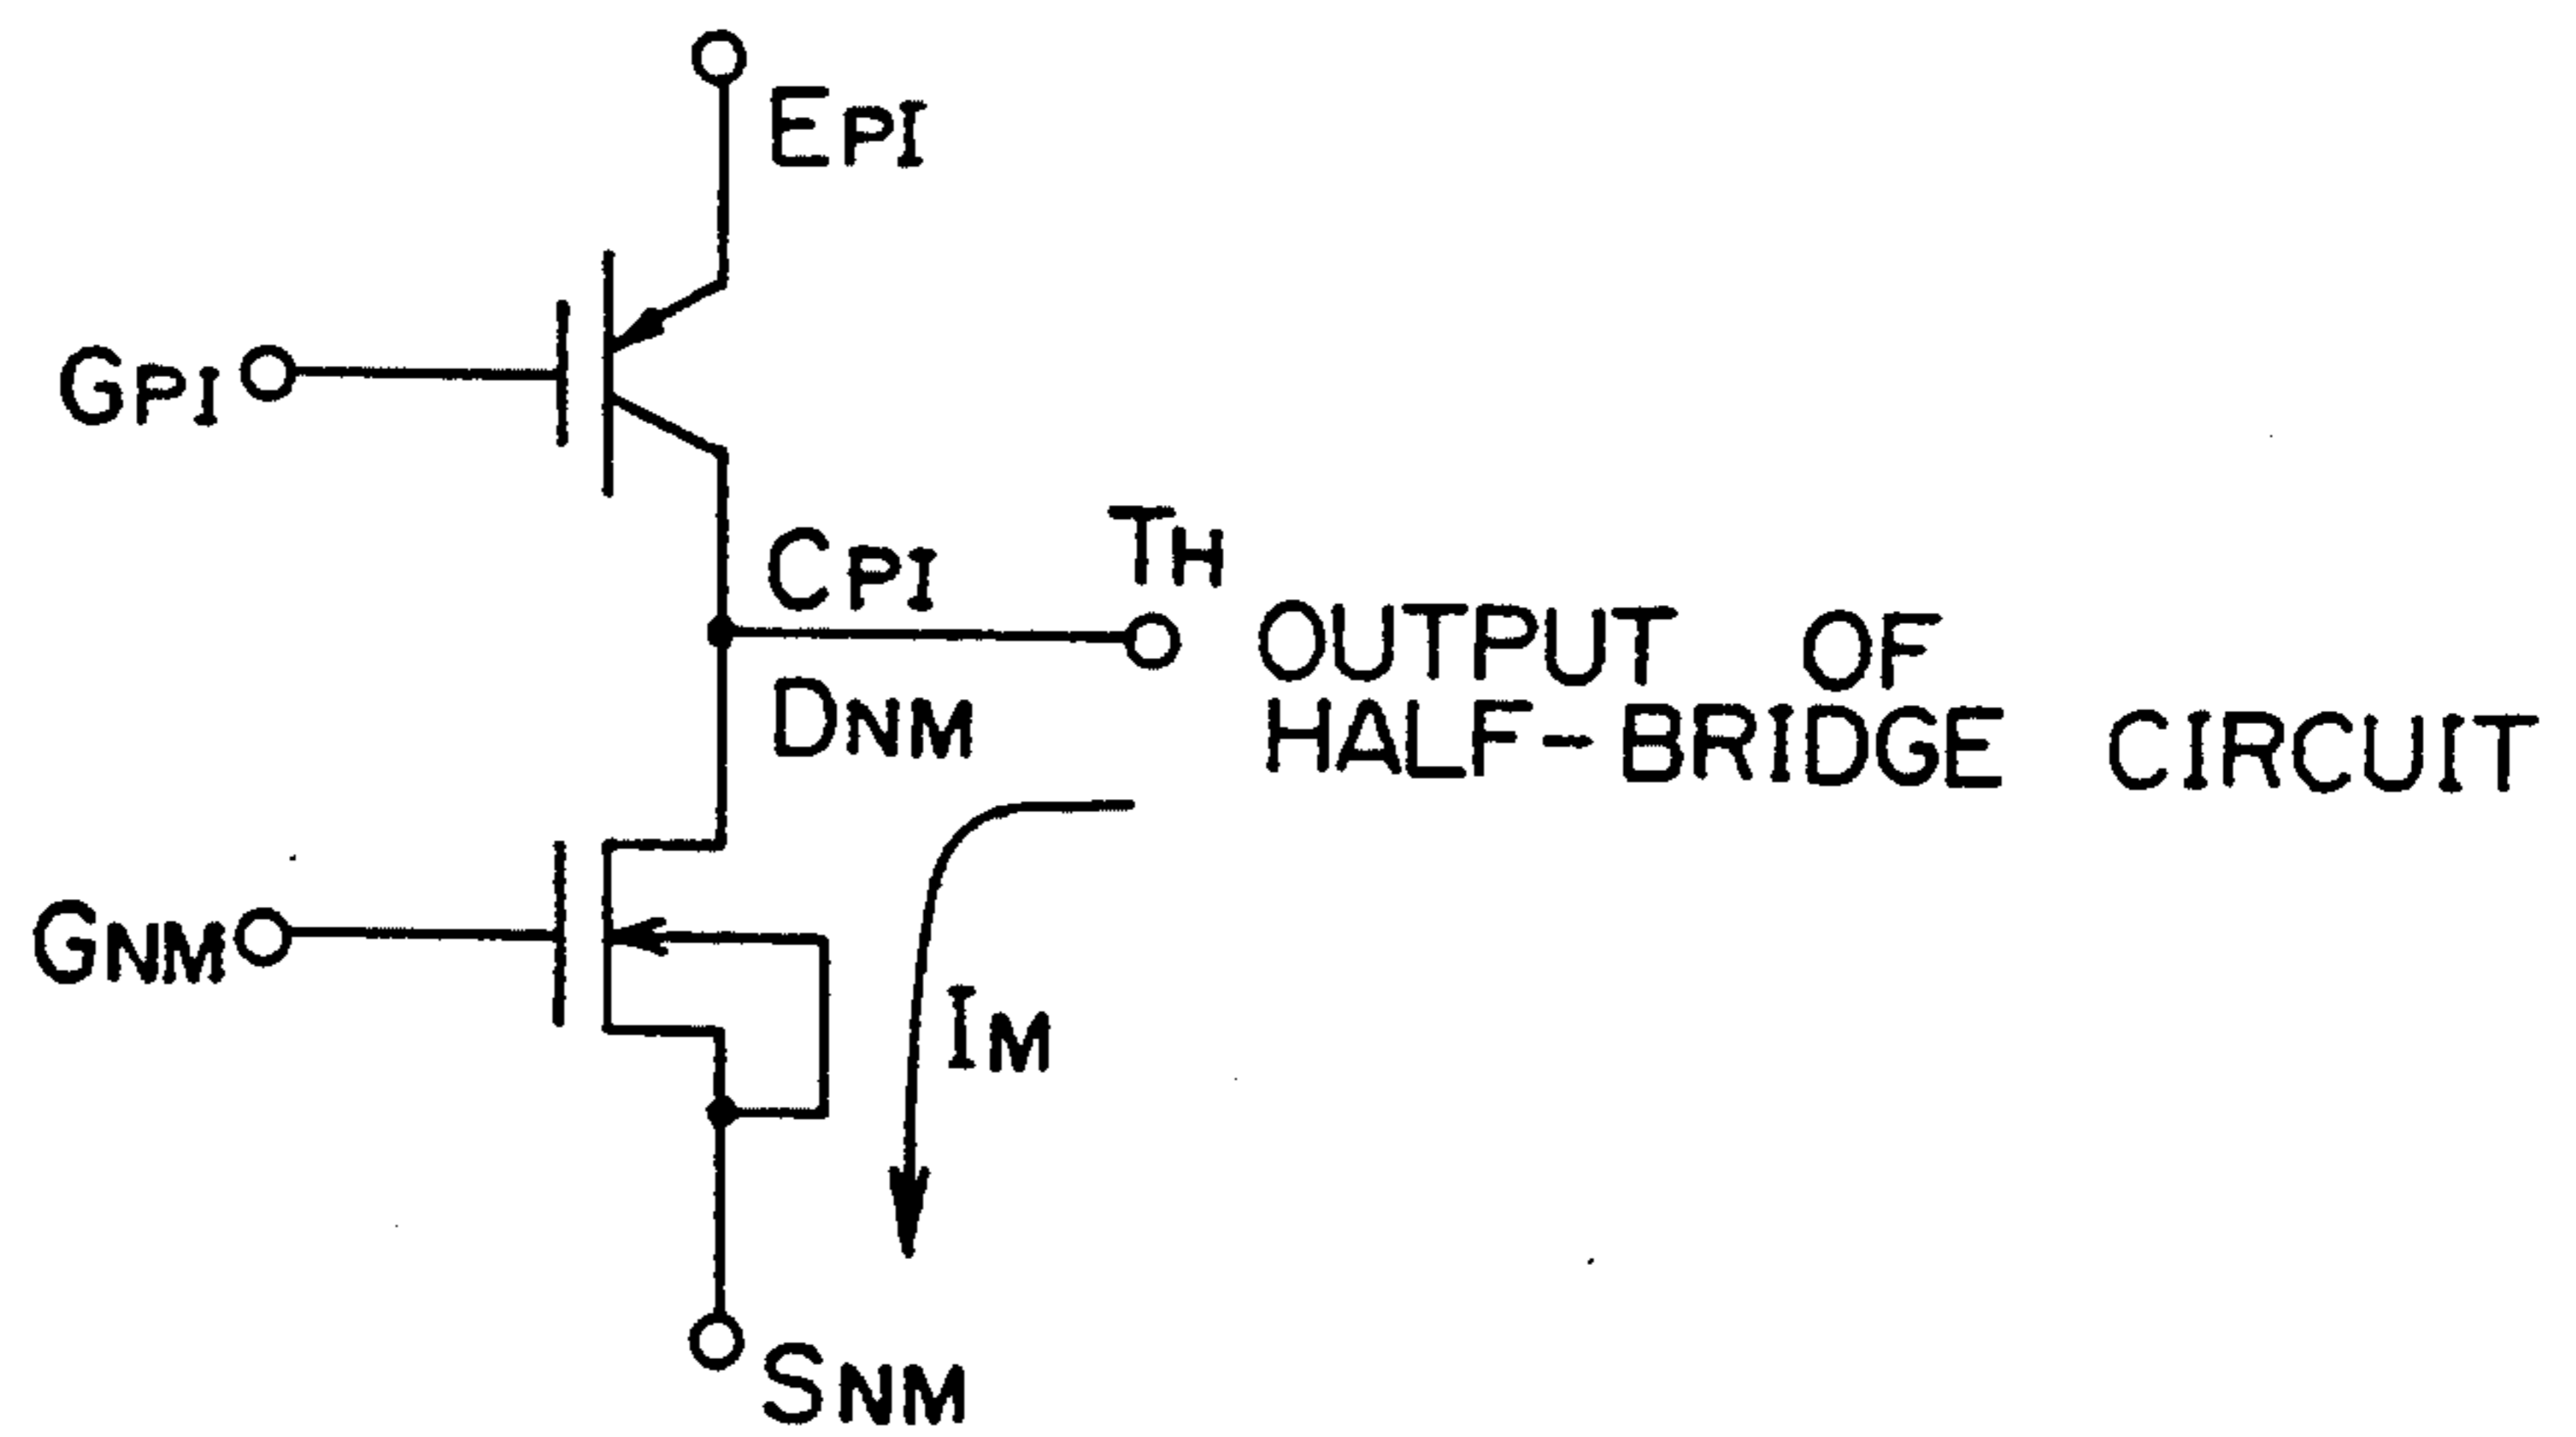 EPI
GPI
CPI
TH
OUTPUT OF
HALF-BRIDGE CIRCUIT
DNM
GNM
IM
SNM